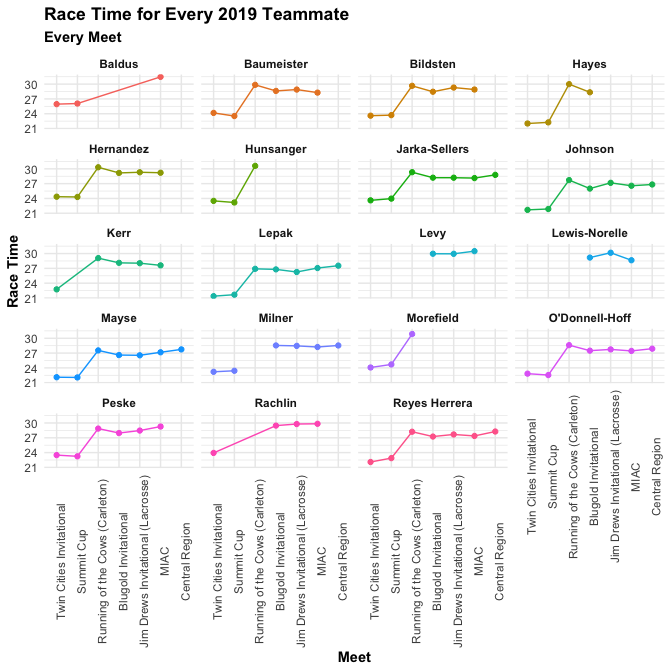 Race Time for Every 2019 Teammate
Every Meet
Baldus
Baumeister
Bildsten
Hayes
30
27
24
21
Hernandez
Hunsanger
Jarka-Sellers
Johnson
30
27
24
21
Kerr
Lepak
Levy
Lewis-Norelle
30
27
24
21
Mayse
Milner
Morefield
O'Donnell-Hoff
30
27
24
21
Peske
Rachlin
Reyes Herrera
30
27
24
21
Race Time
Twin Cities Invitational
Summit Cup
Running of the Cows (Carleton)
Blugold Invitational
Jim Drews Invitational (Lacrosse)
MIAC
Central Region
Twin Cities Invitational
Summit Cup
Running of the Cows (Carleton)
Blugold Invitational
Jim Drews Invitational (Lacrosse)
MIAC
Central Region
Twin Cities Invitational
Summit Cup
Running of the Cows (Carleton)
Blugold Invitational
Jim Drews Invitational (Lacrosse)
MIAC
Central Region
Twin Cities Invitational
Summit Cup
Running of the Cows (Carleton)
Blugold Invitational
Jim Drews Invitational (Lacrosse)
MIAC
Central Region
Meet